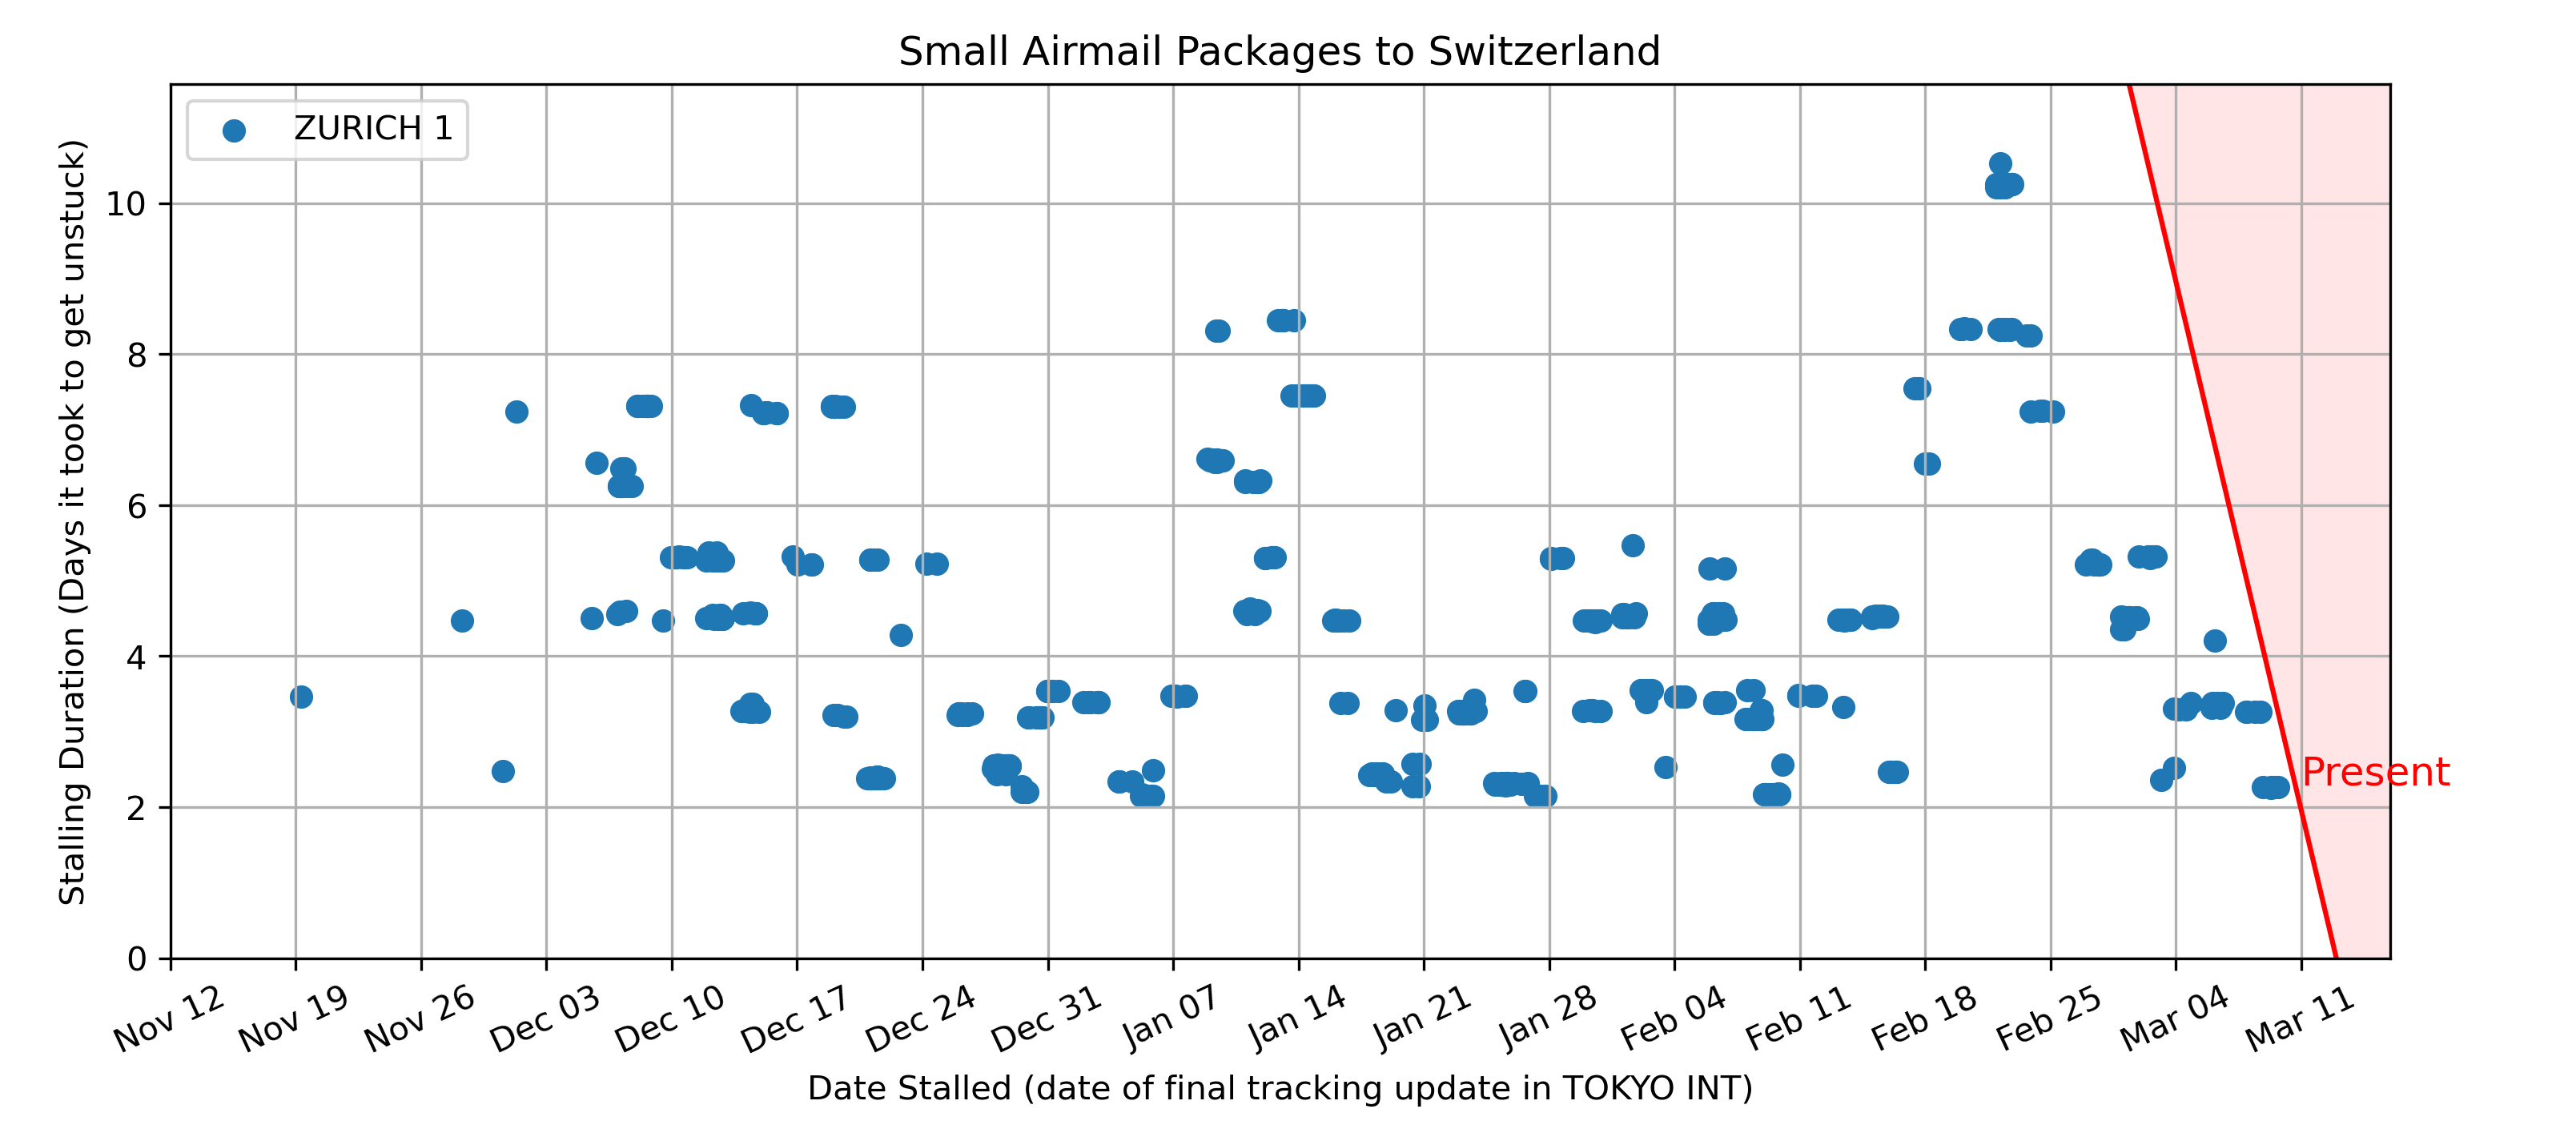 Small Airmail Packages to Switzerland
ZURICH 1
Stalling Duration (Days it took to get unstuck)
10
8
6
4
2
0
Present
Nov 12 Nov 19 Nov 26 Dec 03 Dec 10 Dec 17 Dec 24 Dec 31 Jan 07 Jan 14 Jan 21 Jan 28 Feb 04 Feb 11 Feb 18 Feb 25 Mar 04 Mar 11
Date Stalled (date of final tracking update in TOKYO INT)